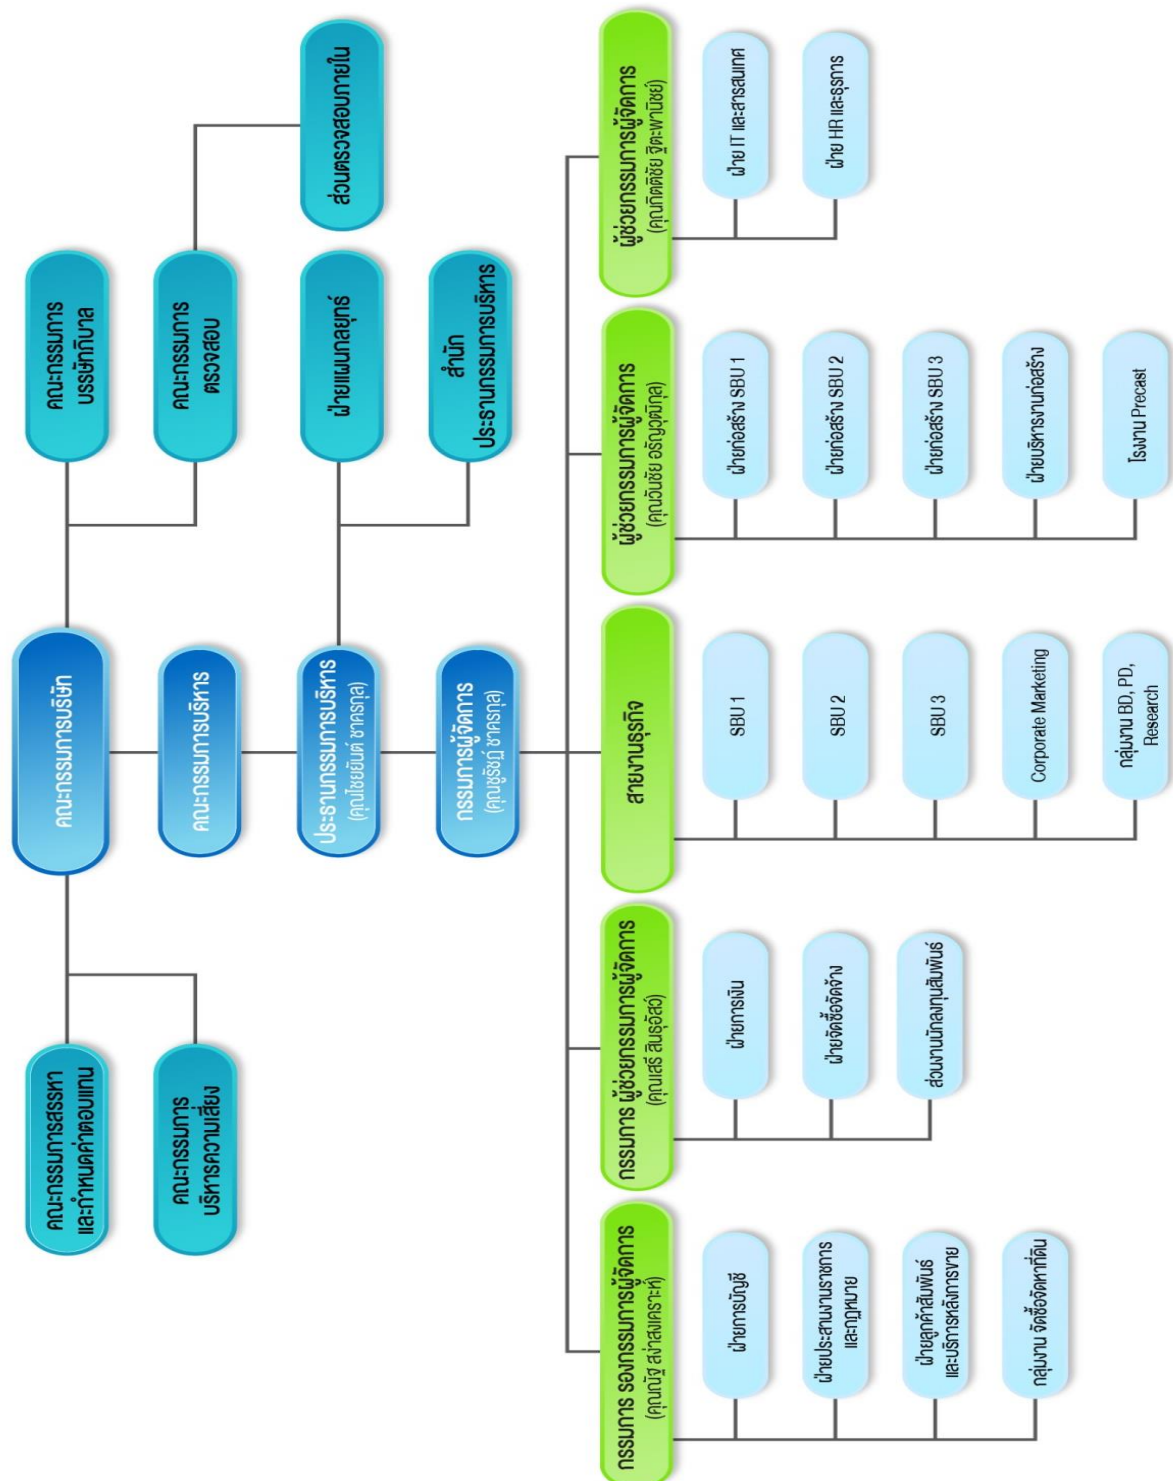 คณะกรรมการบริษัท
คณะกรรมการสรรหา
และกำหนดค่าตอบแทน
คณะกรรมการ
บริหารความเสี่ยง
คณะกรรมการ
บรรษัทภิบาล
คณะกรรมการ
ตรวจสอบ
ส่วนตรวจสอบภายใน
คณะกรรมการบริหาร
ประธานกรรมการบริหาร
(คุณไชยยันต์ ชาครกุล)
ฝ่ายแผนกลยุทธ์
สำนัก
ประธานกรรมการบริหาร
กรรมการผู้จัดการ
(คุณชูรัชฏ์ ชาครกุล)
กรรมการ รองกรรมการผู้จัดการ
(คุณณัฐ สง่าสงเคราะห์)
ฝ่ายการบัญชี
ฝ่ายประสานงานราชการ
และกฎหมาย
ฝ่ายลูกค้าสัมพันธ์
และบริการหลังการขาย
กลุ่มงาน จัดซื้อจัดหาที่ดิน
กรรมการ ผู้ช่วยกรรมการผู้จัดการ
(คุณเสรี สินธุอัสว์)
ฝ่ายการเงิน
ฝ่ายจัดซื้อจัดจ้าง
ส่วนงานนักลงทุนสัมพันธ์
สายงานธุรกิจ
SBU 1
SBU 2
SBU 3
Corporate Marketing
กลุ่มงาน BD, PD,
Research
ผู้ช่วยกรรมการผู้จัดการ
(คุณวันชัย อรัญวุฒิกุล)
ฝ่ายก่อสร้าง SBU 1
ฝ่ายก่อสร้าง SBU 2
ฝ่ายก่อสร้าง SBU 3
ฝ่ายบริหารงานก่อสร้าง
โรงงาน Precast
ผู้ช่วยกรรมการผู้จัดการ
(คุณกิตติชัย ฐิตะพานิชย์)
ฝ่าย IT และสารสนเทศ
ฝ่าย HR และธุรการ